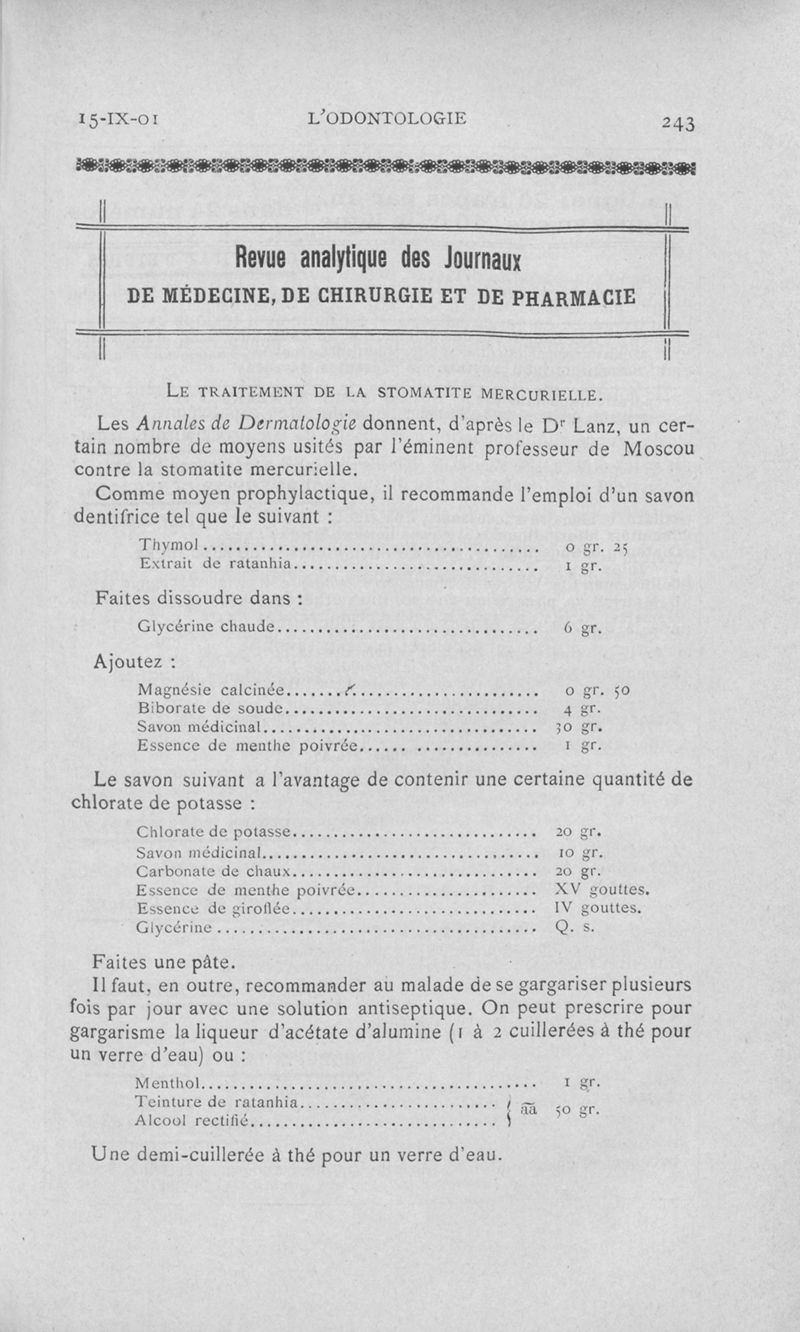 15-IX-01 L'ODONTOLOGIE 243
Revue analytique des Journaux
DE MÉDECINE, DE CHIRURGIE ET DE PHARMACIE
LE TRAITEMENT DE LA STOMATITE MERCURIELLE.
Les Annales de Dermatologie donnent, d'après le Dr Lanz, un cer-
tain nombre de moyens usités par l'éminent professeur de Moscou
contre la stomatite mercurielle.
Comme moyen prophylactique, il recommande l'emploi d'un savon
dentifrice tel que le suivant :
Thymol........................................ 0 gr. 25
Extrait de ratanhia............................. 1 gr.
Faites dissoudre dans :
Glycérine chaude................................ 6 gr.
Ajoutez :
Magnésie calcinée.............................. 0 gr. 50
Biborate de soude.............................. 4 gr.
Savon médicinal................................. 30 gr.
Essence de menthe poivrée..................... 1 gr.
Le savon suivant a l'avantage de contenir une certaine quantité de
chlorate de potasse :
Chlorate de potasse............................. 20 gr.
Savon médicinal................................. 10 gr.
Carbonate de chaux............................. 20 gr.
Essence de menthe poivrée...................... XV gouttes.
Essence de giroflée............................. IV gouttes.
Glycérine....................................... Q. s.
Faites une pâte.
Il faut, en outre, recommander au malade de se gargariser plusieurs
fois par jour avec une solution antiseptique. On peut prescrire pour
gargarisme la liqueur d'acétate d'alumine (1 à 2 cuillerées à thé pour
un verre d'eau) ou :
Menthol........................................ 1 gr.
Teinture de ratanhia........................ } āā 50 gr.
Alcool rectifié..............................
Une demi-cuillerée à thé pour un verre d'eau.